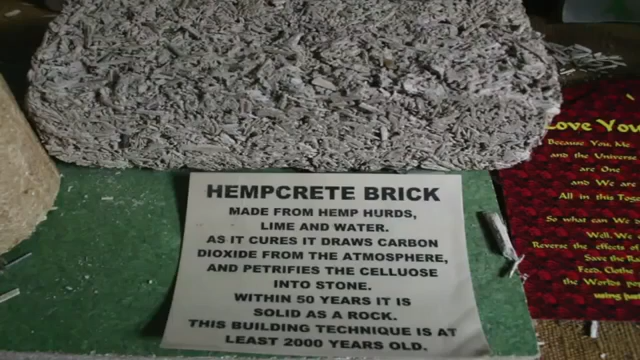 HEMPCRETE BRICK
MADE FROM HEMP HURDS,
LIME AND WATER.
AS IT CURES IT DRAWS CARBON
DIOXIDE FROM THE ATMOSPHERE,
AND PETRIFIES THE CELLUOSE
INTO STONE.
WITHIN 50 YEARS IT IS
SOLID AS A ROCK.
THIS BUILDING TECHNIQUE IS AT
LEAST 2000 YEARS OLD.
Love You
Because You, Me
and the Universe
are One
and We are
All in this Toge
So what can We
Well, We
Reverse the effects of
Save the Ra
Feed, Clothe
the Worlds
using